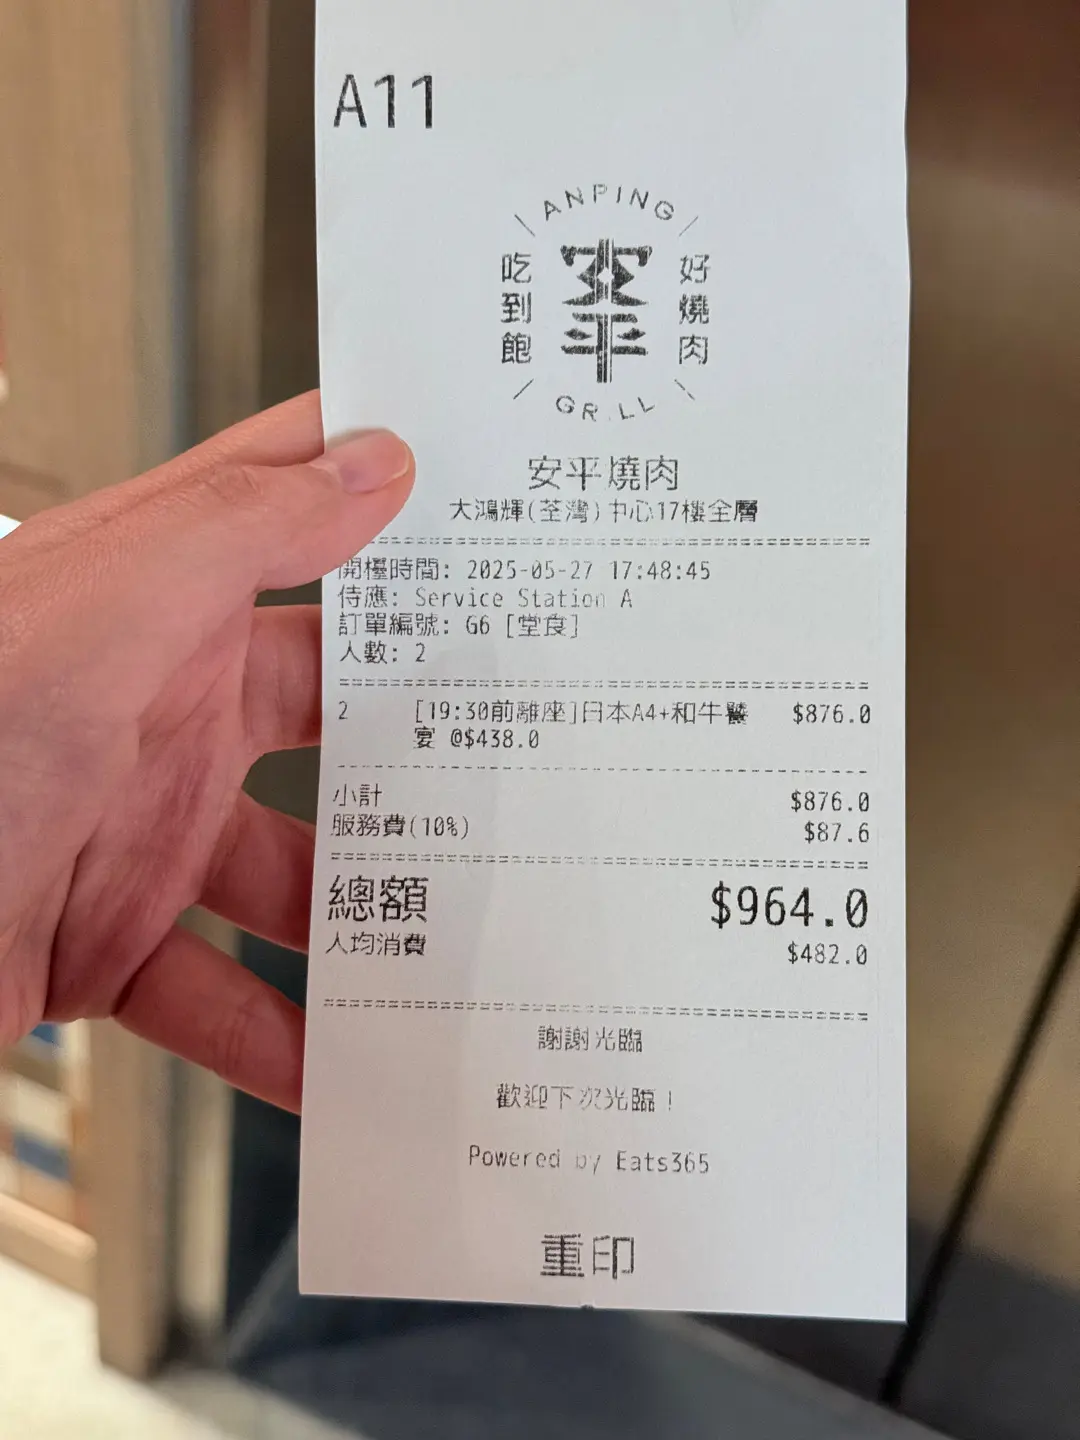 A11
ANPING
吃到飽
安平
好燒肉
GRILL
安平燒肉
大鴻輝(荃灣)中心17樓全層
開檯時間: 2025-05-27 17:48:45
侍應: Service Station A
訂單編號: G6 [堂食]
人數: 2
2 [19:30前離座]日本A4+和牛饗 $876.0
宴 @$438.0
小計 $876.0
服務費(10%) $87.6
總額 $964.0
人均消費 $482.0
謝謝光臨
歡迎下次光臨！
Powered by Eats365
重印